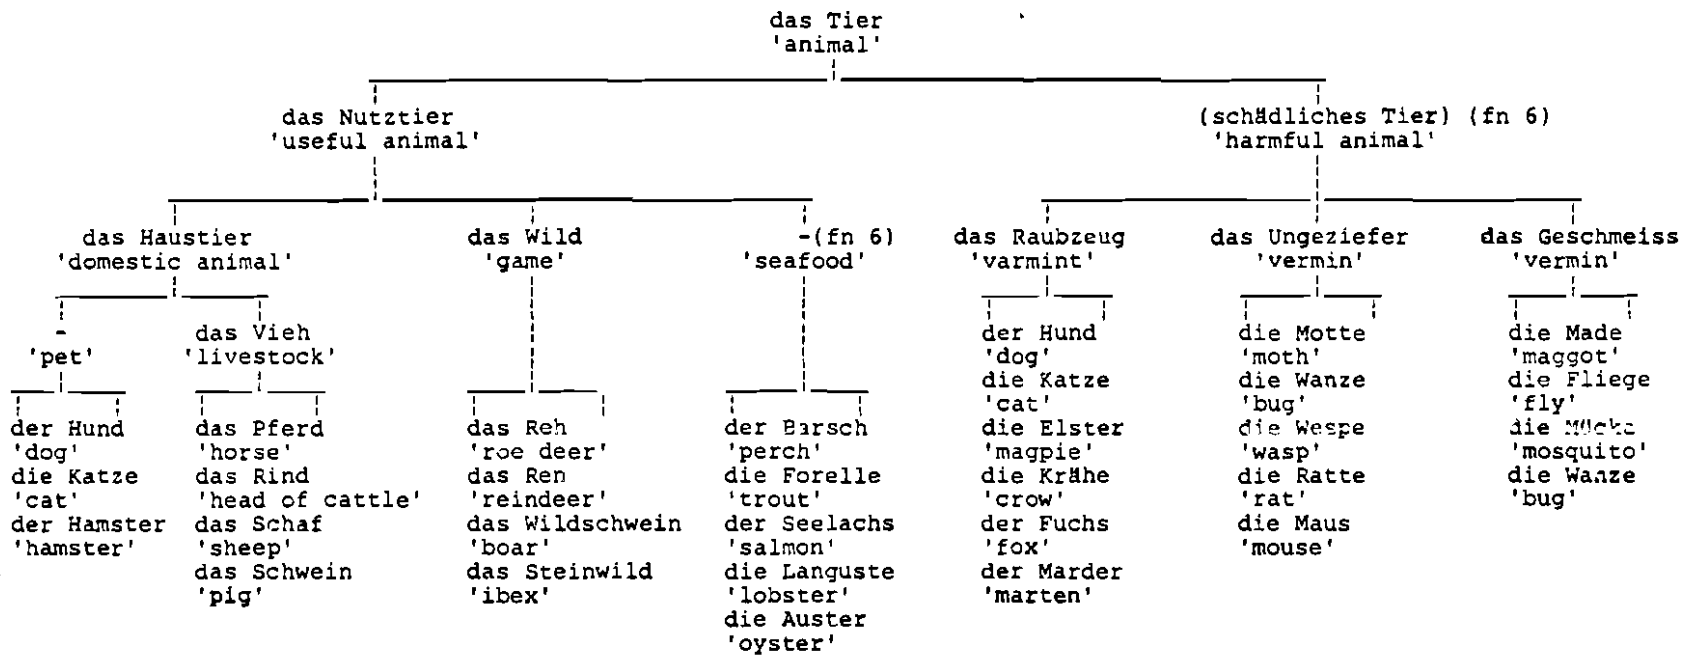 das Tier
'animal'
das Nutztier
'useful animal'
(schädliches Tier) (fn 6)
'harmful animal'
das Haustier
'domestic animal'
das Wild
'game'
-(fn 6)
'seafood'
das Raubzeug
'varmint'
das Ungeziefer
'vermin'
das Geschmeiss
'vermin'
-
'pet'
das Vieh
'livestock'
der Hund
'dog'
die Katze
'cat'
der Hamster
'hamster'
das Pferd
'horse'
das Rind
'head of cattle'
das Schaf
'sheep'
das Schwein
'pig'
das Reh
'roe deer'
das Ren
'reindeer'
das Wildschwein
'boar'
das Steinwild
'ibex'
der Barsch
'perch'
die Forelle
'trout'
der Seelachs
'salmon'
die Languste
'lobster'
die Auster
'oyster'
der Hund
'dog'
die Katze
'cat'
die Elster
'magpie'
die Krähe
'crow'
der Fuchs
'fox'
der Marder
'marten'
die Motte
'moth'
die Wanze
'bug'
die Wespe
'wasp'
die Ratte
'rat'
die Maus
'mouse'
die Made
'maggot'
die Fliege
'fly'
die Mücke
'mosquito'
die Wanze
'bug'